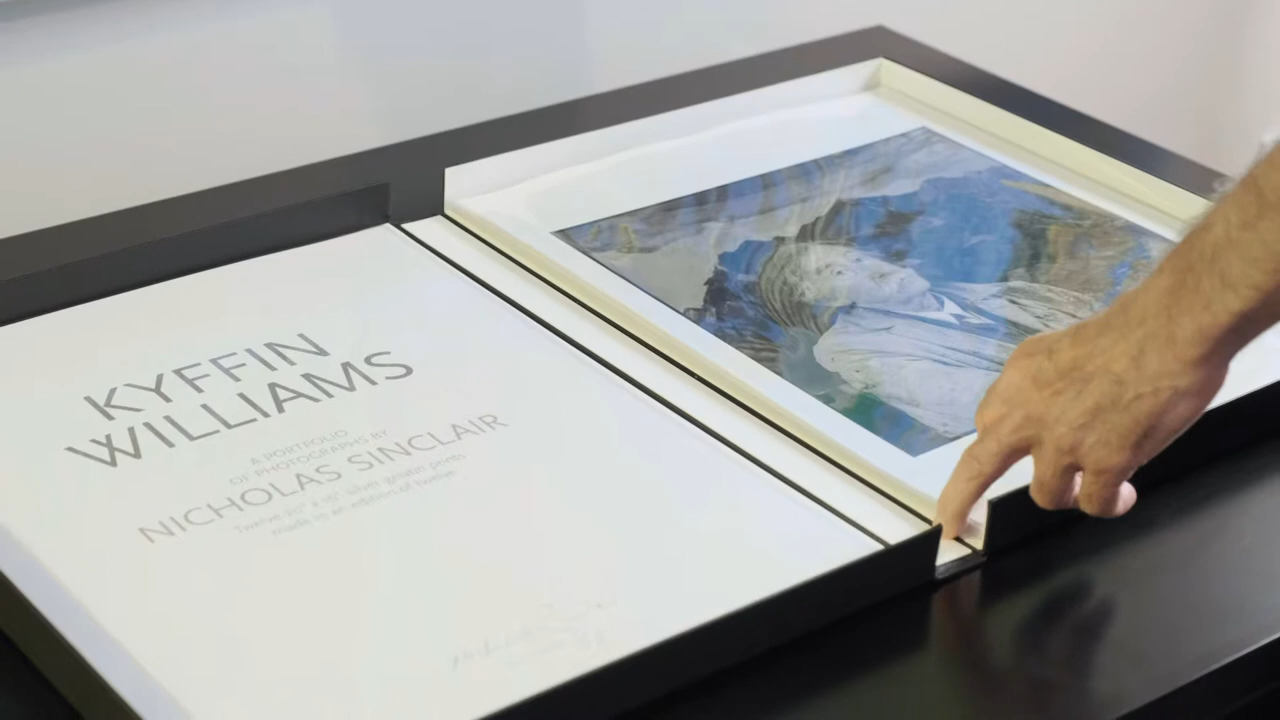 KYFFIN
WILLIAMS
A PORTFOLIO
OF PHOTOGRAPHS BY
NICHOLAS SINCLAIR
Twelve 20" x 16" silver gelatin prints
made in an edition of twelve